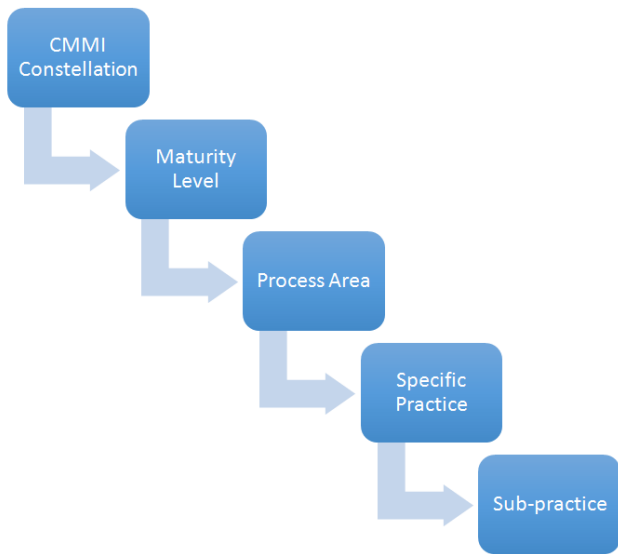 CMMI
Constellation
Maturity
Level
Process Area
Specific
Practice
Sub-practice